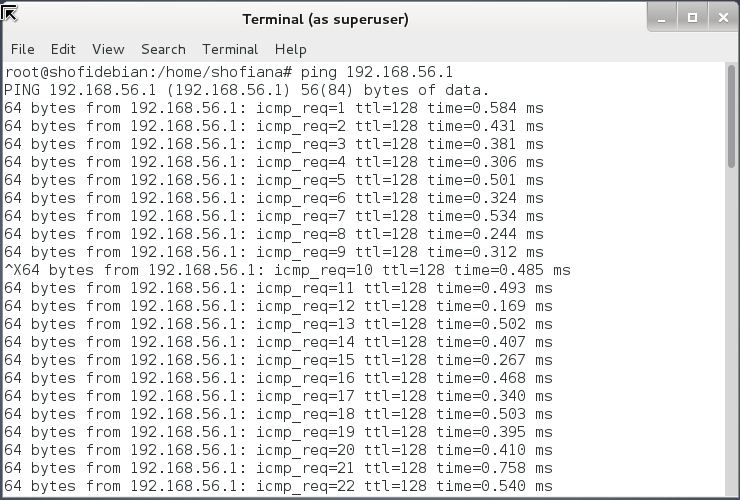 Terminal (as superuser)
File Edit View Search Terminal Help
root@shofidebian:/home/shofiana# ping 192.168.56.1
PING 192.168.56.1 (192.168.56.1) 56(84) bytes of data.
64 bytes from 192.168.56.1: icmp_req=1 ttl=128 time=0.584 ms
64 bytes from 192.168.56.1: icmp_req=2 ttl=128 time=0.431 ms
64 bytes from 192.168.56.1: icmp_req=3 ttl=128 time=0.381 ms
64 bytes from 192.168.56.1: icmp_req=4 ttl=128 time=0.306 ms
64 bytes from 192.168.56.1: icmp_req=5 ttl=128 time=0.501 ms
64 bytes from 192.168.56.1: icmp_req=6 ttl=128 time=0.324 ms
64 bytes from 192.168.56.1: icmp_req=7 ttl=128 time=0.534 ms
64 bytes from 192.168.56.1: icmp_req=8 ttl=128 time=0.244 ms
64 bytes from 192.168.56.1: icmp_req=9 ttl=128 time=0.312 ms
^X64 bytes from 192.168.56.1: icmp_req=10 ttl=128 time=0.485 ms
64 bytes from 192.168.56.1: icmp_req=11 ttl=128 time=0.493 ms
64 bytes from 192.168.56.1: icmp_req=12 ttl=128 time=0.169 ms
64 bytes from 192.168.56.1: icmp_req=13 ttl=128 time=0.502 ms
64 bytes from 192.168.56.1: icmp_req=14 ttl=128 time=0.407 ms
64 bytes from 192.168.56.1: icmp_req=15 ttl=128 time=0.267 ms
64 bytes from 192.168.56.1: icmp_req=16 ttl=128 time=0.468 ms
64 bytes from 192.168.56.1: icmp_req=17 ttl=128 time=0.340 ms
64 bytes from 192.168.56.1: icmp_req=18 ttl=128 time=0.503 ms
64 bytes from 192.168.56.1: icmp_req=19 ttl=128 time=0.395 ms
64 bytes from 192.168.56.1: icmp_req=20 ttl=128 time=0.410 ms
64 bytes from 192.168.56.1: icmp_req=21 ttl=128 time=0.758 ms
64 bytes from 192.168.56.1: icmp_req=22 ttl=128 time=0.540 ms